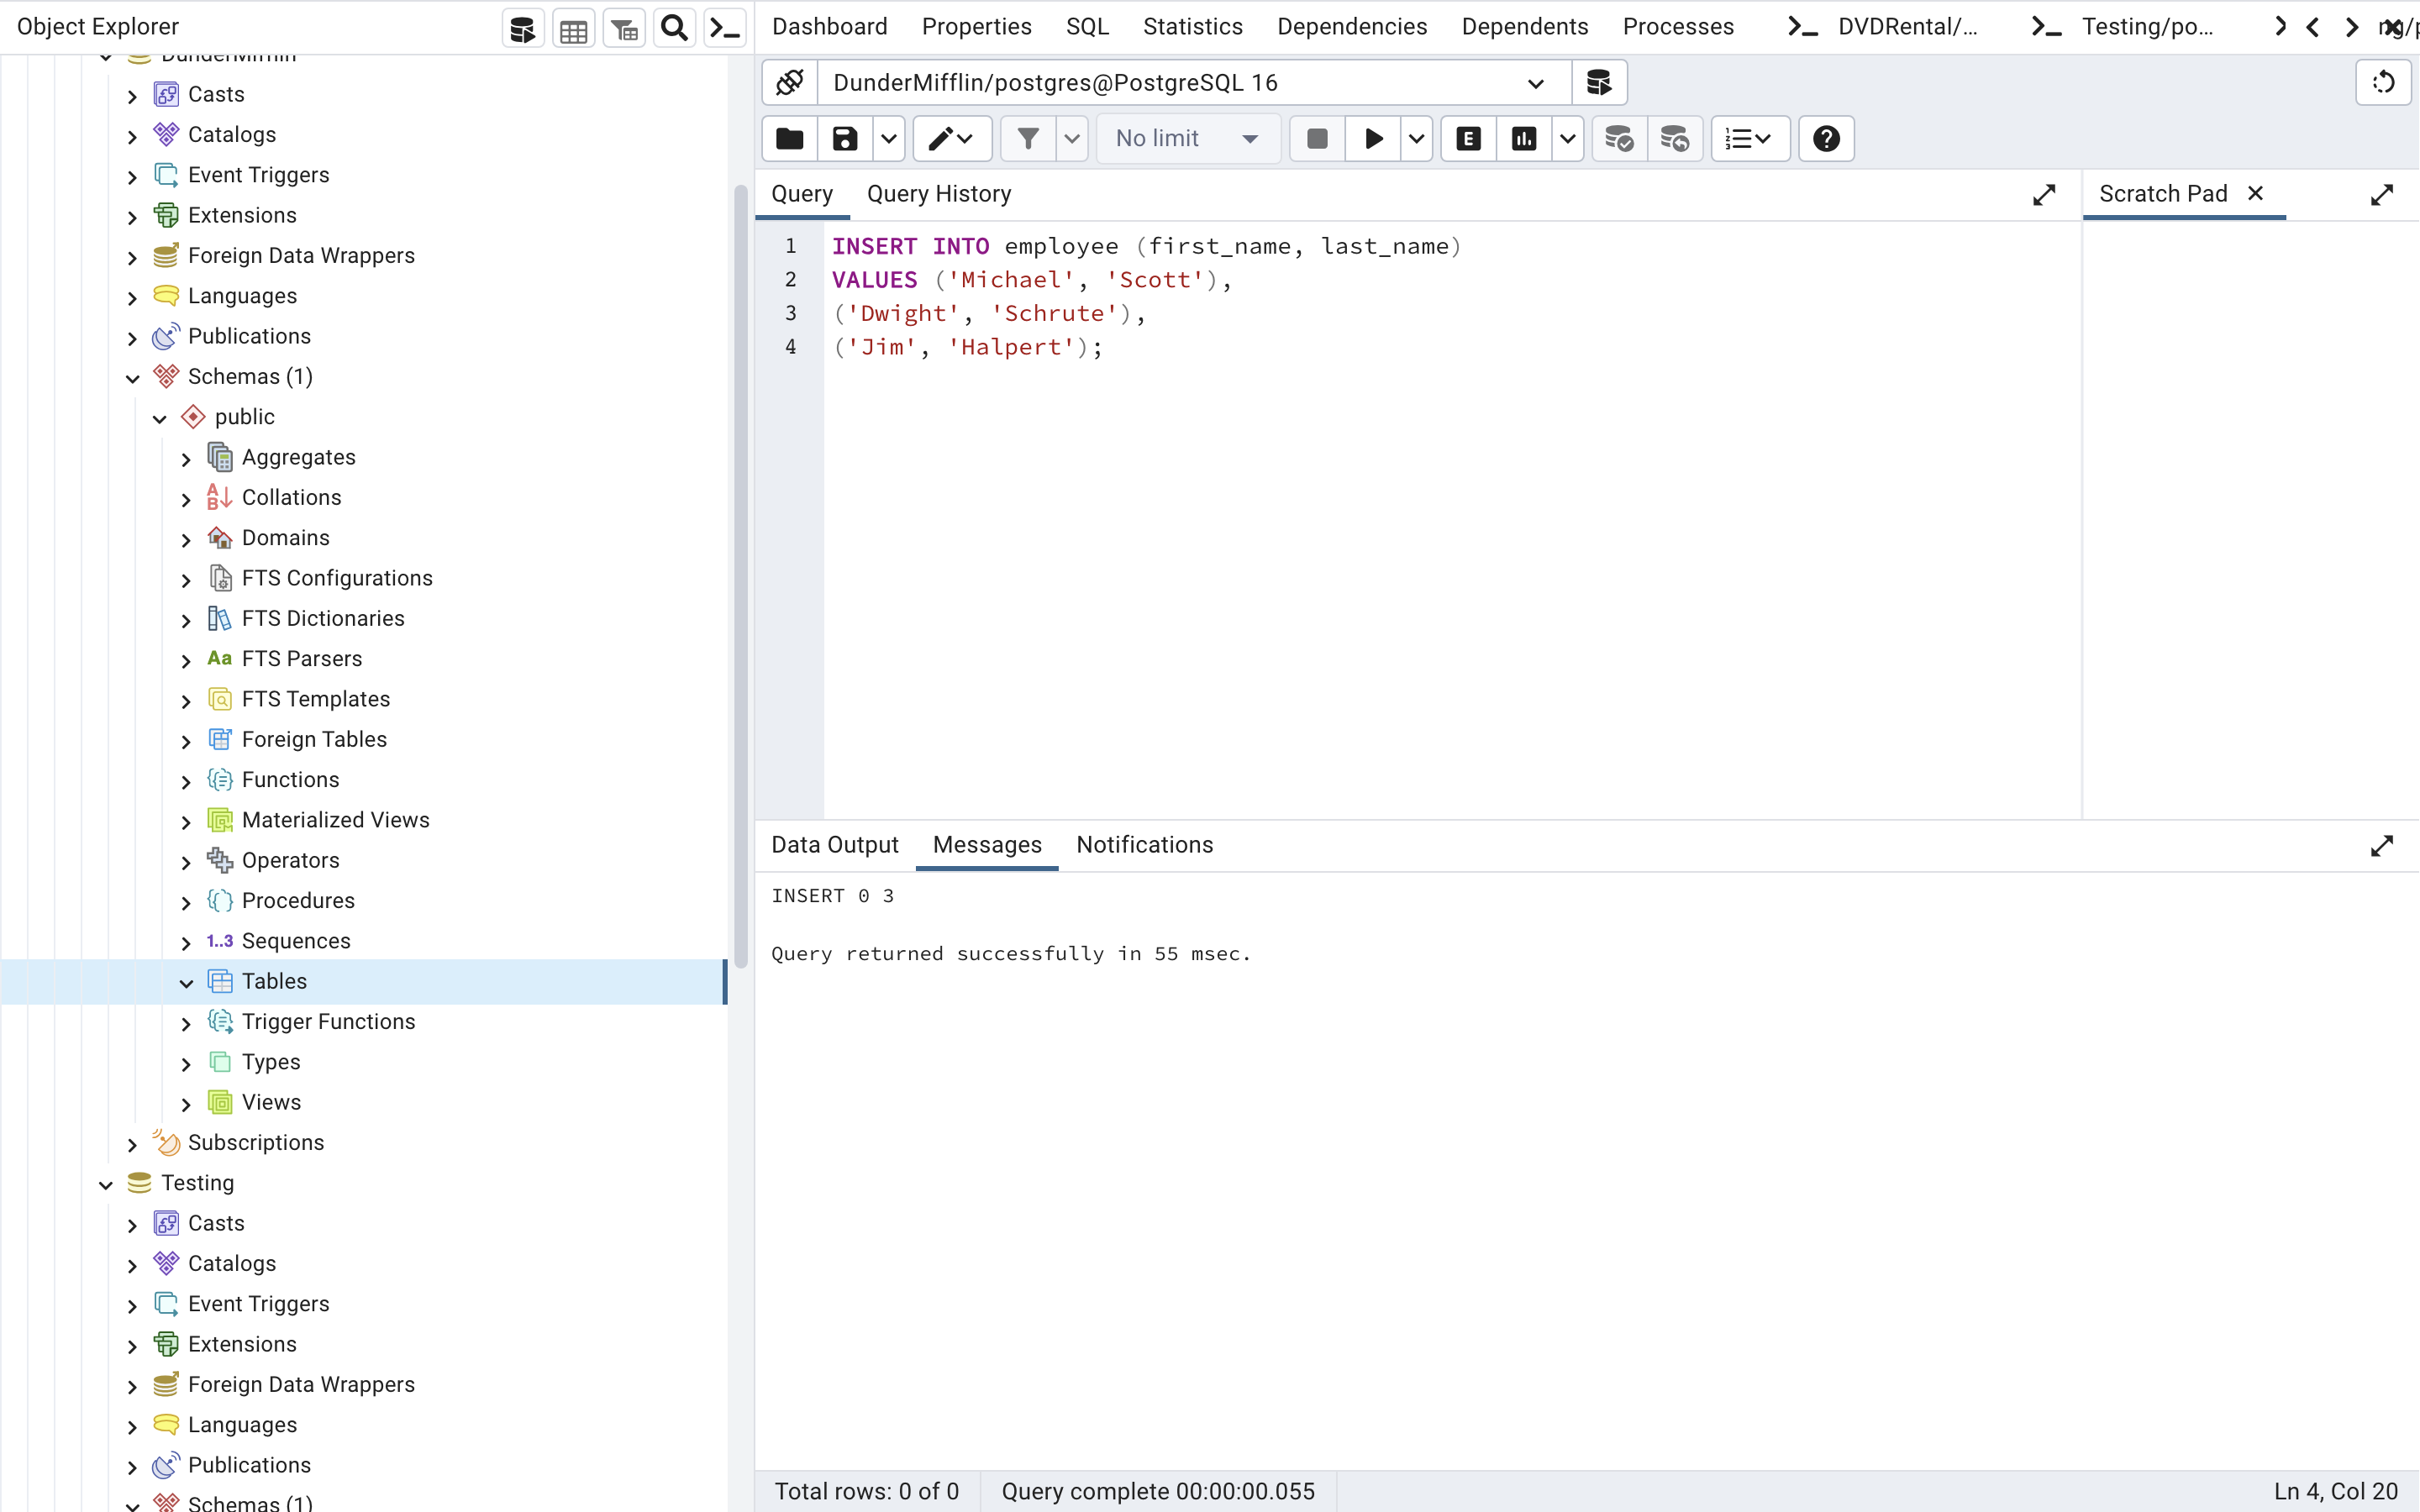 Object Explorer
DunderMifflin
Casts
Catalogs
Event Triggers
Extensions
Foreign Data Wrappers
Languages
Publications
Schemas (1)
public
Aggregates
Collations
Domains
FTS Configurations
FTS Dictionaries
Aa FTS Parsers
FTS Templates
Foreign Tables
Functions
Materialized Views
Operators
Procedures
1..3 Sequences
Tables
Trigger Functions
Types
Views
Subscriptions
Testing
Casts
Catalogs
Event Triggers
Extensions
Foreign Data Wrappers
Languages
Publications
Schemas (1)
Dashboard Properties SQL Statistics Dependencies Dependents Processes DVDRental/... Testing/po...
DunderMifflin/postgres@PostgreSQL 16
No limit
Query Query History
Scratch Pad
1 INSERT INTO employee (first_name, last_name)
2 VALUES ('Michael', 'Scott'),
3 ('Dwight', 'Schrute'),
4 ('Jim', 'Halpert');
Data Output Messages Notifications
INSERT 0 3
Query returned successfully in 55 msec.
Total rows: 0 of 0 Query complete 00:00:00.055 Ln 4, Col 20